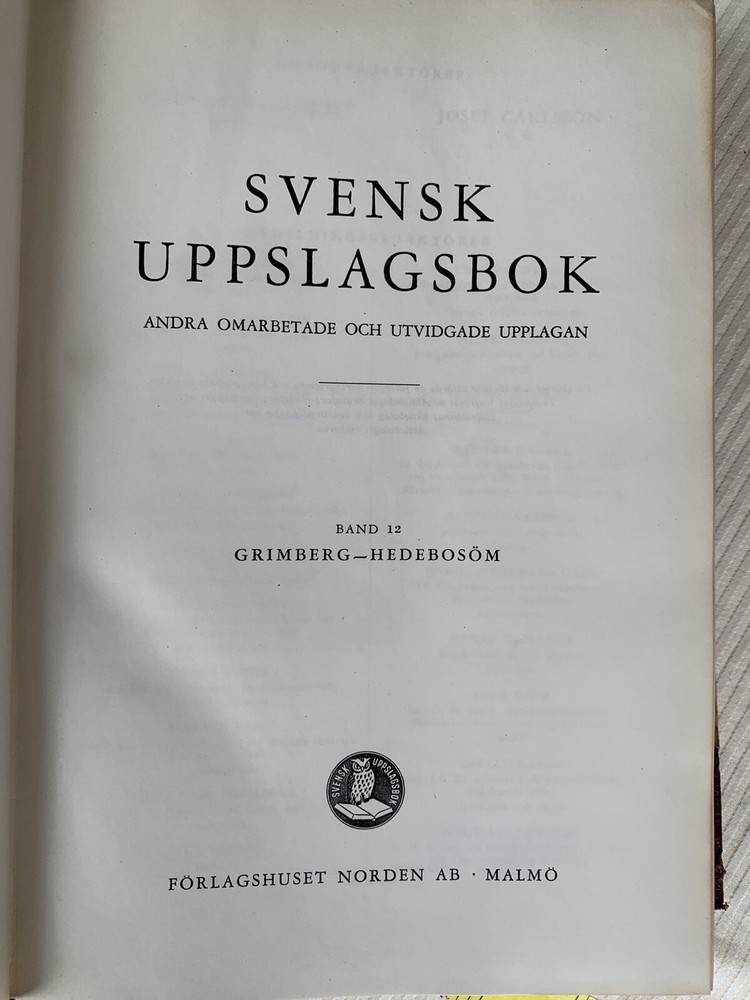 SVENSK
UPPSLAGSBOK
ANDRA OMARBETADE OCH UTVIDGADE UPPLAGAN
BAND 12
GRIMBERG—HEDEBOSÖM
SVENSK UPPSLAGSBOK
FÖRLAGSHUSET NORDEN AB · MALMÖ